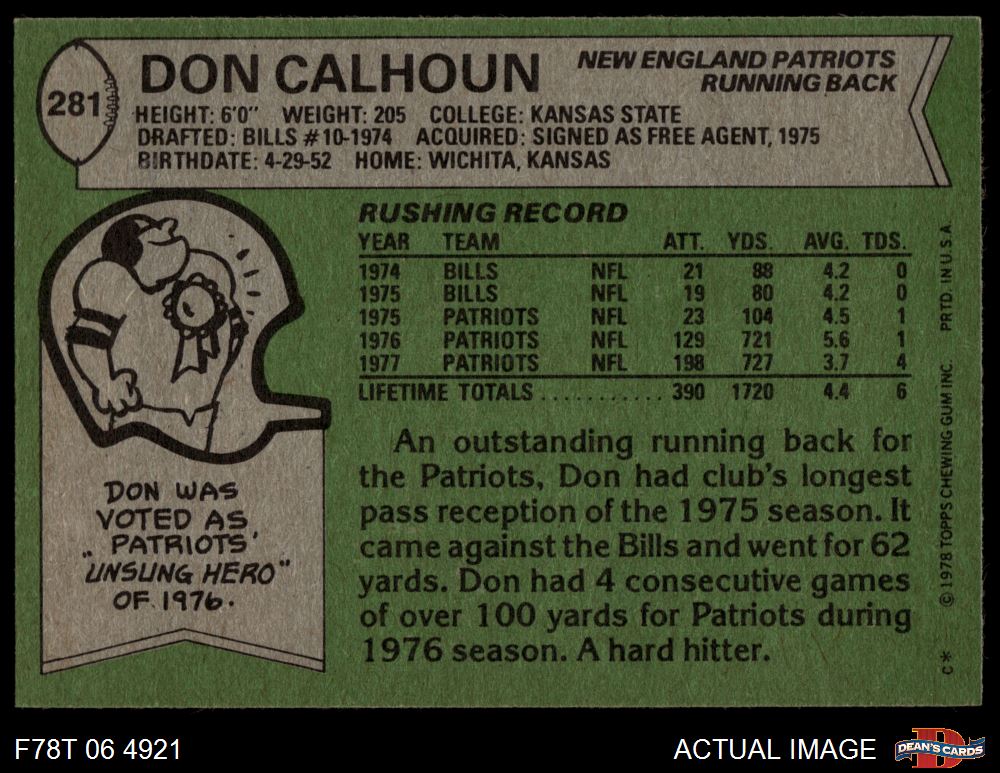 281
DON CALHOUN
NEW ENGLAND PATRIOTS
RUNNING BACK
HEIGHT: 6'0" WEIGHT: 205 COLLEGE: KANSAS STATE
DRAFTED: BILLS #10-1974 ACQUIRED: SIGNED AS FREE AGENT, 1975
BIRTHDATE: 4-29-52 HOME: WICHITA, KANSAS
RUSHING RECORD
YEAR TEAM ATT. YDS. AVG. TDS.
1974 BILLS NFL 21 88 4.2 0
1975 BILLS NFL 19 80 4.2 0
1975 PATRIOTS NFL 23 104 4.5 1
1976 PATRIOTS NFL 129 721 5.6 1
1977 PATRIOTS NFL 198 727 3.7 4
LIFETIME TOTALS ........... 390 1720 4.4 6
An outstanding running back for
the Patriots, Don had club's longest
pass reception of the 1975 season. It
came against the Bills and went for 62
yards. Don had 4 consecutive games
of over 100 yards for Patriots during
1976 season. A hard hitter.
DON WAS
VOTED AS
"PATRIOTS'
UNSUNG HERO"
OF 1976.
C* © 1978 TOPPS CHEWING GUM INC. PRTD. IN U.S.A.
F78T 06 4921
ACTUAL IMAGE
D
DEAN'S CARDS